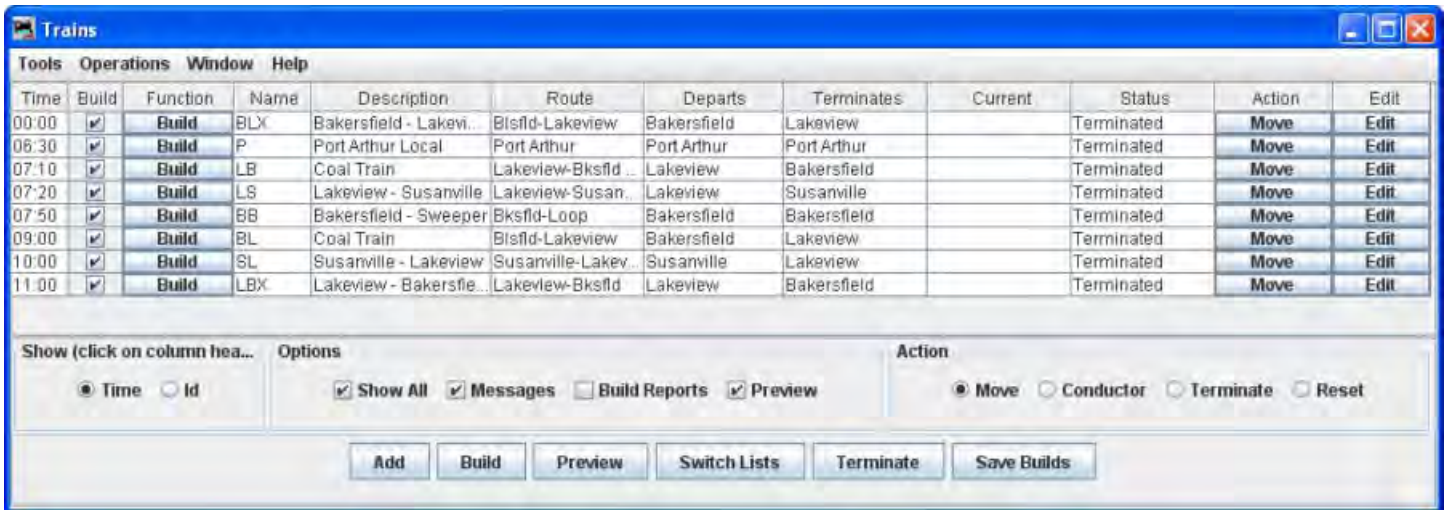 Trains
Tools Operations Window Help
Time Build Function Name Description Route Departs Terminates Current Status Action Edit
00:00 Build BLX Bakersfield - Lakevi... Blsfld-Lakeview Bakersfield Lakeview Terminated Move Edit
06:30 Build P Port Arthur Local Port Arthur Port Arthur Port Arthur Terminated Move Edit
07:10 Build LB Coal Train Lakeview-Bksfld ... Lakeview Bakersfield Terminated Move Edit
07:20 Build LS Lakeview - Susanville Lakeview-Susan... Lakeview Susanville Terminated Move Edit
07:50 Build BB Bakersfield - Sweeper Bksfld-Loop Bakersfield Bakersfield Terminated Move Edit
09:00 Build BL Coal Train Blsfld-Lakeview Bakersfield Lakeview Terminated Move Edit
10:00 Build SL Susanville - Lakeview Susanville-Lakev... Susanville Lakeview Terminated Move Edit
11:00 Build LBX Lakeview - Bakersfie... Lakeview-Bksfld Lakeview Bakersfield Terminated Move Edit
Show (click on column hea... Options Action
Time Id Show All Messages Build Reports Preview Move Conductor Terminate Reset
Add Build Preview Switch Lists Terminate Save Builds